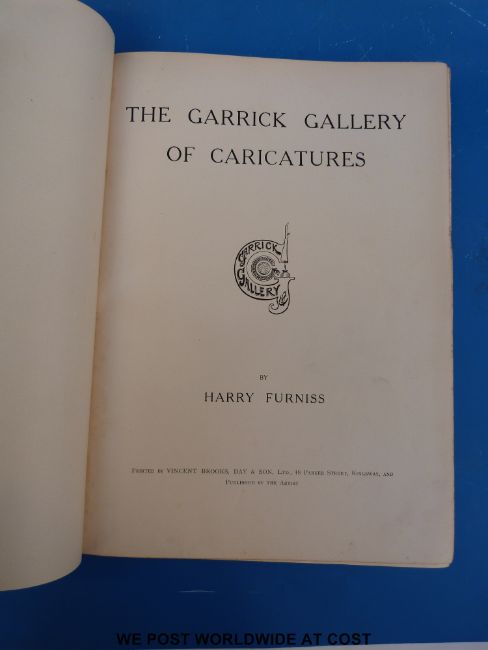 THE GARRICK GALLERY
OF CARICATURES
GARRICK
GALLERY
BY
HARRY FURNISS
PRINTED BY VINCENT BROOKS, DAY & SON, LTD., 48 PARKER STREET, KINGSWAY, AND
PUBLISHED BY THE ARTIST
WE POST WORLDWIDE AT COST